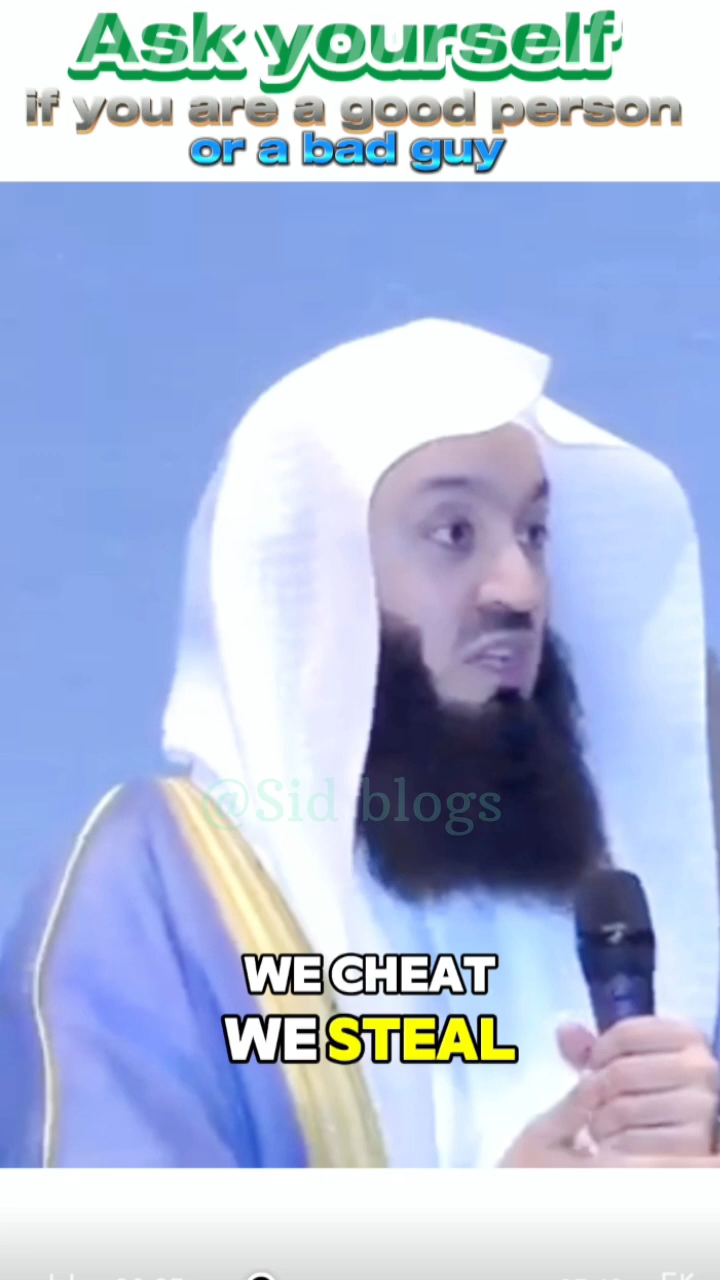 Ask yourself
if you are a good person
or a bad guy
@Sid blogs
WE CHEAT
WE STEAL